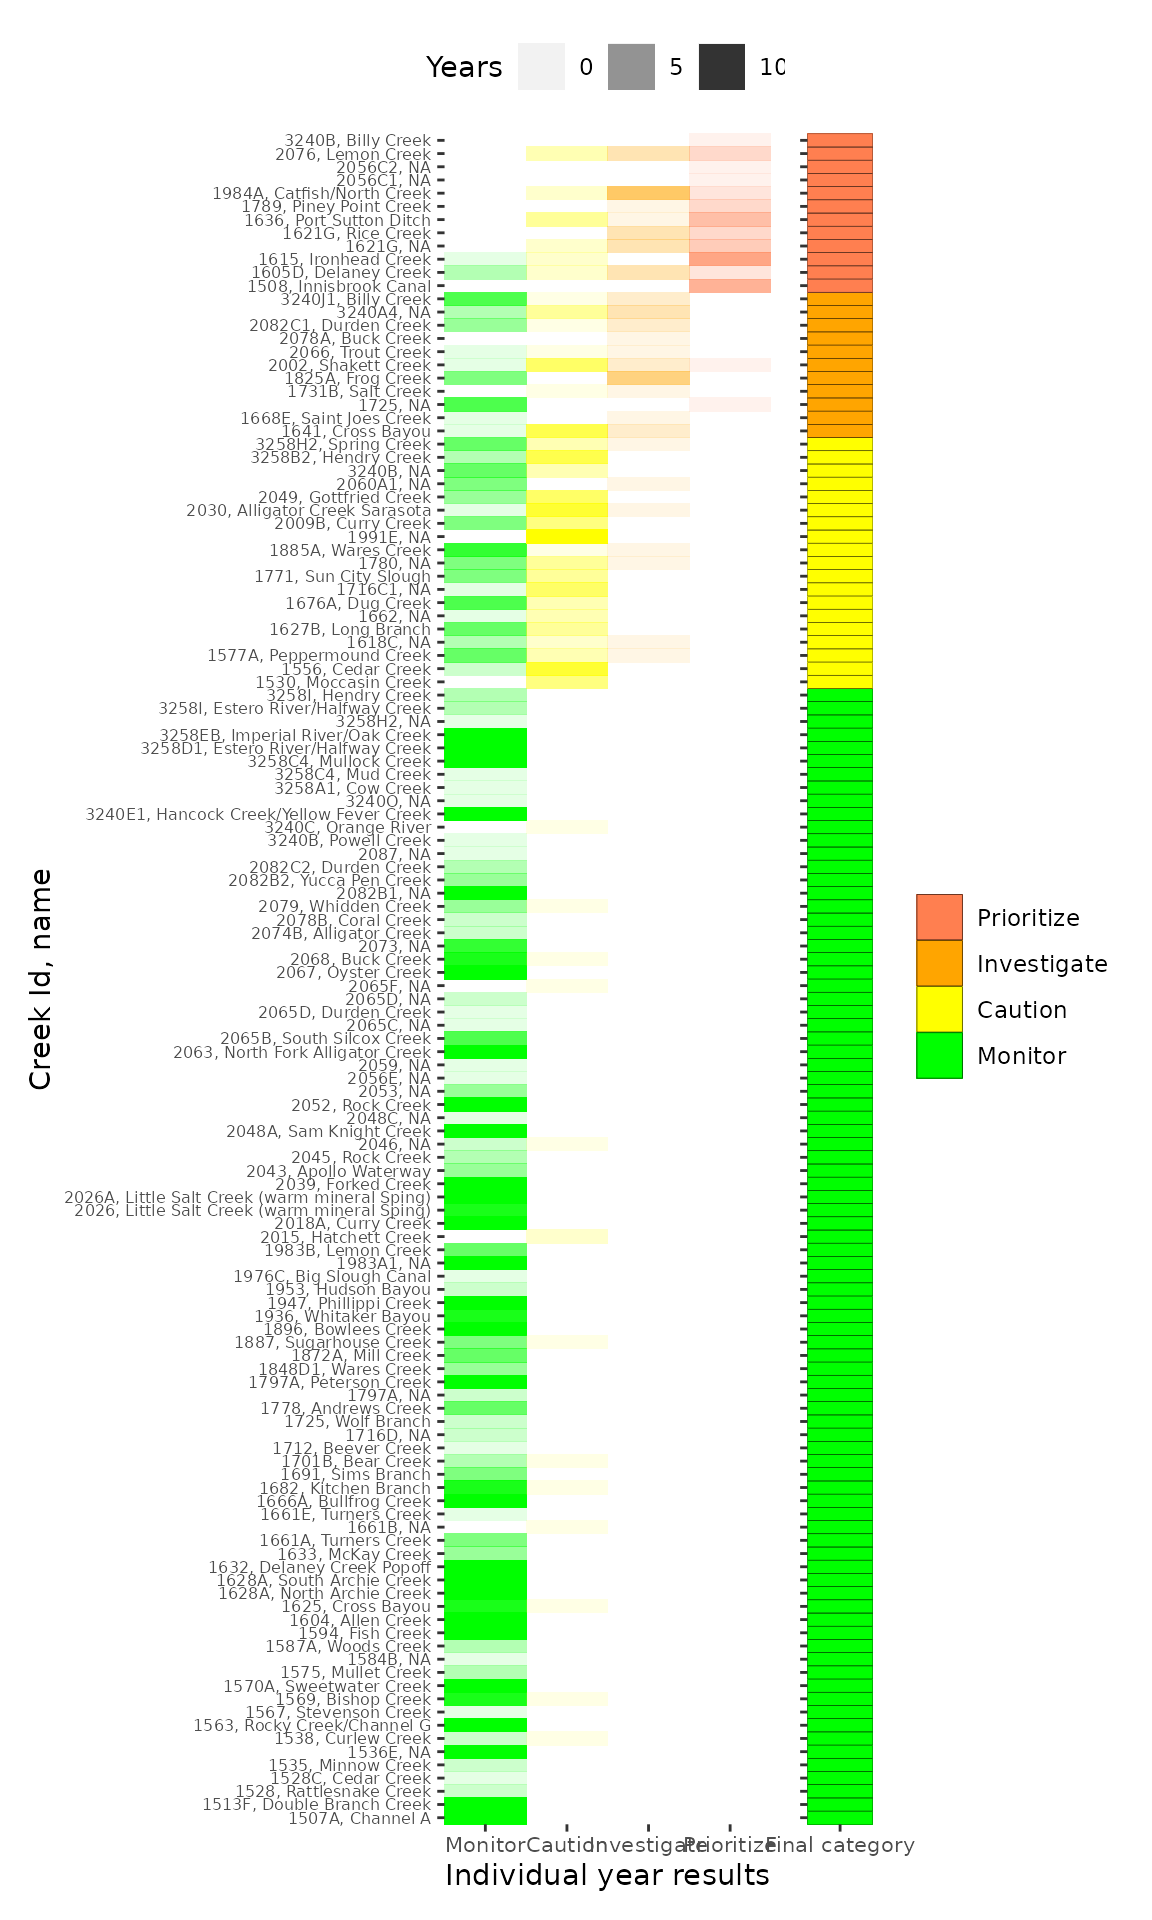 Years 0 5 10
3240B, Billy Creek
2076, Lemon Creek
2056C2, NA
2056C1, NA
1984A, Catfish/North Creek
1789, Piney Point Creek
1636, Port Sutton Ditch
1621G, Rice Creek
1621G, NA
1615, Ironhead Creek
1605D, Delaney Creek
1508, Innisbrook Canal
3240J1, Billy Creek
3240A4, NA
2082C1, Durden Creek
2078A, Buck Creek
2066, Trout Creek
2002, Shakett Creek
1825A, Frog Creek
1731B, Salt Creek
1725, NA
1668E, Saint Joes Creek
1641, Cross Bayou
3258H2, Spring Creek
3258B2, Hendry Creek
3240B, NA
2060A1, NA
2049, Gottfried Creek
2030, Alligator Creek Sarasota
2009B, Curry Creek
1991E, NA
1885A, Wares Creek
1780, NA
1771, Sun City Slough
1716C1, NA
1676A, Dug Creek
1662, NA
1627B, Long Branch
1618C, NA
1577A, Peppermound Creek
1556, Cedar Creek
1530, Moccasin Creek
3258I, Hendry Creek
3258I, Estero River/Halfway Creek
3258H2, NA
3258EB, Imperial River/Oak Creek
3258D1, Estero River/Halfway Creek
3258C4, Mullock Creek
3258C4, Mud Creek
3258A1, Cow Creek
3240O, NA
3240E1, Hancock Creek/Yellow Fever Creek
3240C, Orange River
3240B, Powell Creek
2087, NA
2082C2, Durden Creek
2082B2, Yucca Pen Creek
2082B1, NA
2079, Whidden Creek
2078B, Coral Creek
2074B, Alligator Creek
2073, NA
2068, Buck Creek
2067, Oyster Creek
2065F, NA
2065D, NA
2065D, Durden Creek
2065C, NA
2065B, South Silcox Creek
2063, North Fork Alligator Creek
2059, NA
2056E, NA
2053, NA
2052, Rock Creek
2048C, NA
2048A, Sam Knight Creek
2046, NA
2045, Rock Creek
2043, Apollo Waterway
2039, Forked Creek
2026A, Little Salt Creek (warm mineral Sping)
2026, Little Salt Creek (warm mineral Sping)
2018A, Curry Creek
2015, Hatchett Creek
1983B, Lemon Creek
1983A1, NA
1976C, Big Slough Canal
1953, Hudson Bayou
1947, Phillippi Creek
1936, Whitaker Bayou
1896, Bowlees Creek
1887, Sugarhouse Creek
1872A, Mill Creek
1848D1, Wares Creek
1797A, Peterson Creek
1797A, NA
1778, Andrews Creek
1725, Wolf Branch
1716D, NA
1712, Beever Creek
1701B, Bear Creek
1691, Sims Branch
1682, Kitchen Branch
1666A, Bullfrog Creek
1661E, Turners Creek
1661B, NA
1661A, Turners Creek
1633, McKay Creek
1632, Delaney Creek Popoff
1628A, South Archie Creek
1628A, North Archie Creek
1625, Cross Bayou
1604, Allen Creek
1594, Fish Creek
1587A, Woods Creek
1584B, NA
1575, Mullet Creek
1570A, Sweetwater Creek
1569, Bishop Creek
1567, Stevenson Creek
1563, Rocky Creek/Channel G
1538, Curlew Creek
1536E, NA
1535, Minnow Creek
1528C, Cedar Creek
1528, Rattlesnake Creek
1513F, Double Branch Creek
1507A, Channel A
Creek Id, name
Monitor Caution Investigate Prioritize Final category
Individual year results
Prioritize
Investigate
Caution
Monitor